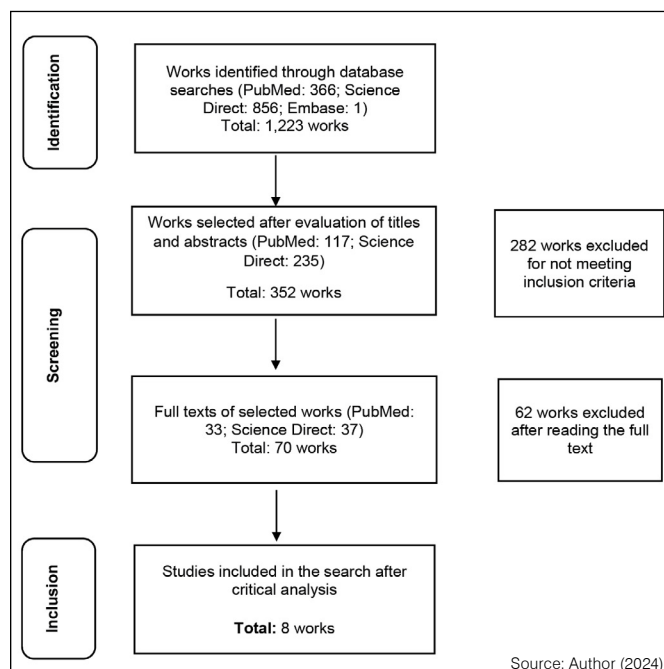 Identification
Works identified through database
searches (PubMed: 366; Science
Direct: 856; Embase: 1)
Total: 1,223 works
Screening
Works selected after evaluation of titles
and abstracts (PubMed: 117; Science
Direct: 235)
Total: 352 works
282 works excluded
for not meeting
inclusion criteria
Full texts of selected works (PubMed:
33; Science Direct: 37)
Total: 70 works
62 works excluded
after reading the full
text
Inclusion
Studies included in the search after
critical analysis
Total: 8 works
Source: Author (2024)